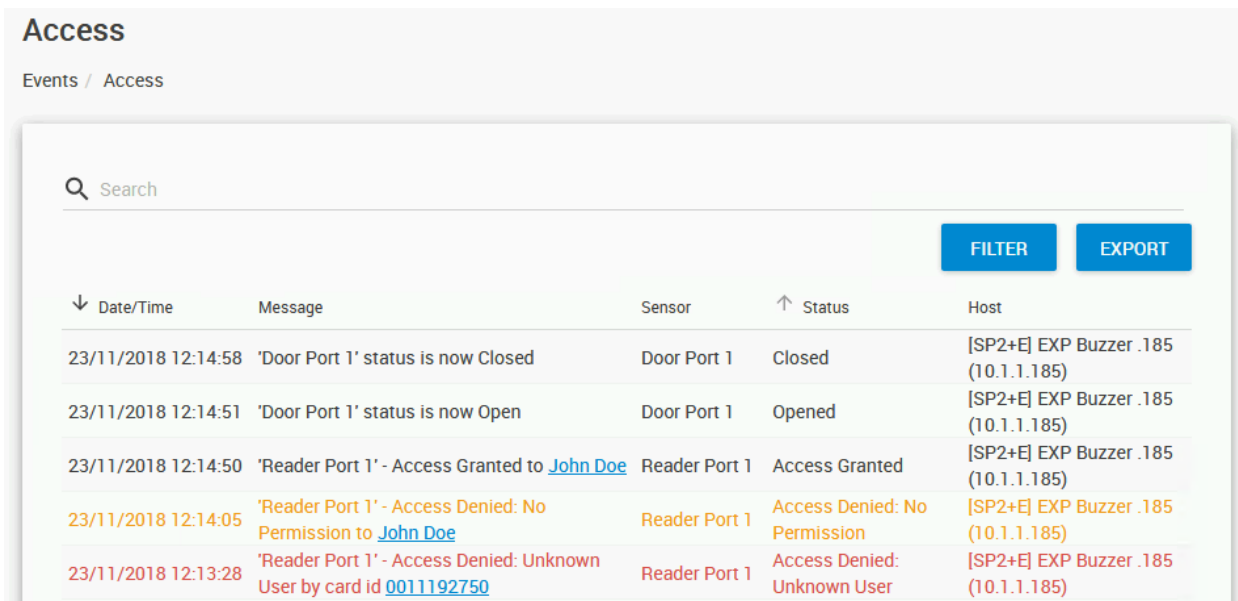 Access
Events / Access
Search
FILTER EXPORT
Date/Time Message Sensor Status Host
23/11/2018 12:14:58 'Door Port 1' status is now Closed Door Port 1 Closed [SP2+E] EXP Buzzer .185
(10.1.1.185)
23/11/2018 12:14:51 'Door Port 1' status is now Open Door Port 1 Opened [SP2+E] EXP Buzzer .185
(10.1.1.185)
23/11/2018 12:14:50 'Reader Port 1' - Access Granted to John Doe Reader Port 1 Access Granted [SP2+E] EXP Buzzer .185
(10.1.1.185)
23/11/2018 12:14:05 'Reader Port 1' - Access Denied: No Reader Port 1 Access Denied: No [SP2+E] EXP Buzzer .185
Permission to John Doe Permission (10.1.1.185)
23/11/2018 12:13:28 'Reader Port 1' - Access Denied: Unknown Reader Port 1 Access Denied: [SP2+E] EXP Buzzer .185
User by card id 0011192750 Unknown User (10.1.1.185)